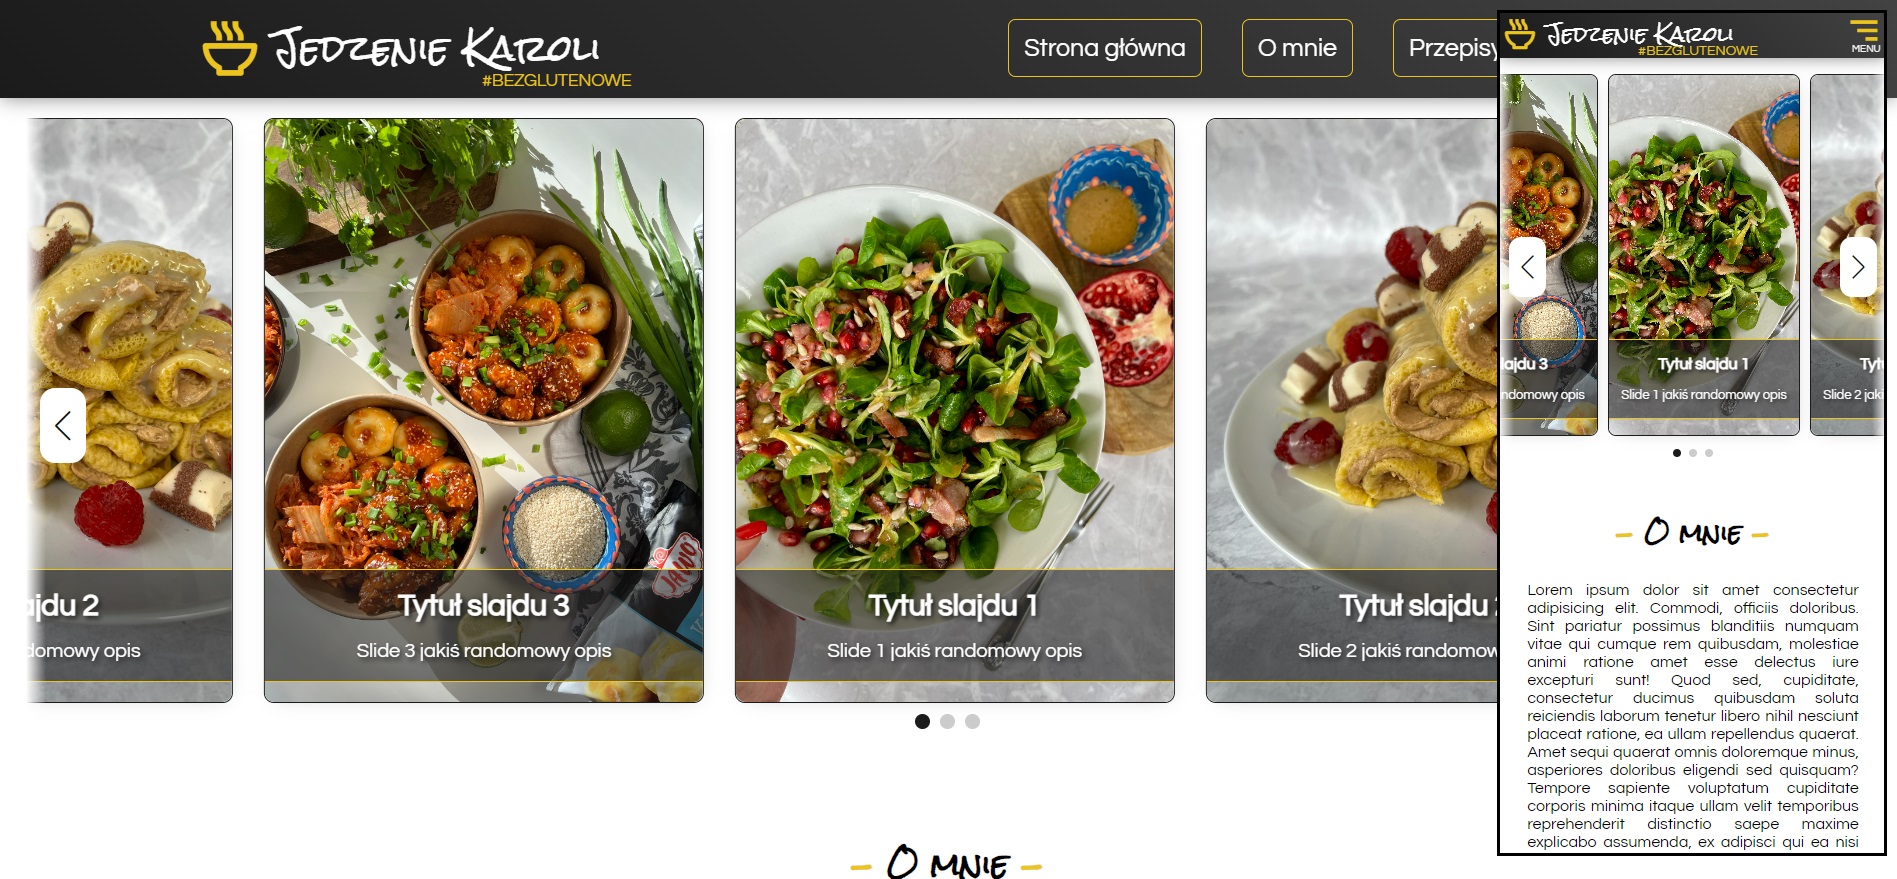 Jedzenie Karoli
#BEZGLUTENOWE
Strona główna
O mnie
Przepisy
ajdu 2
domowy opis
Tytuł slajdu 3
Slide 3 jakiś randomowy opis
Tytuł slajdu 1
Slide 1 jakiś randomowy opis
Tytuł slajdu
Slide 2 jakiś randomow
JANO
- O mnie -
Jedzenie Karoli
#BEZGLUTENOWE
MENU
lajdu 3
ndomowy opis
Tytuł slajdu 1
Slide 1 jakiś randomowy opis
Tyt
Slide 2 jaki
- O mnie -
Lorem ipsum dolor sit amet consectetur
adipisicing elit. Commodi, officiis doloribus.
Sint pariatur possimus blanditiis numquam
vitae qui cumque rem quibusdam, molestiae
animi ratione amet esse delectus iure
excepturi sunt! Quod sed, cupiditate,
consectetur ducimus quibusdam soluta
reiciendis laborum tenetur libero nihil nesciunt
placeat ratione, ea ullam repellendus quaerat.
Amet sequi quaerat omnis doloremque minus,
asperiores doloribus eligendi sed quisquam?
Tempore sapiente voluptatum cupiditate
corporis minima itaque ullam velit temporibus
reprehenderit distinctio saepe maxime
explicabo assumenda, ex adipisci qui ea nisi